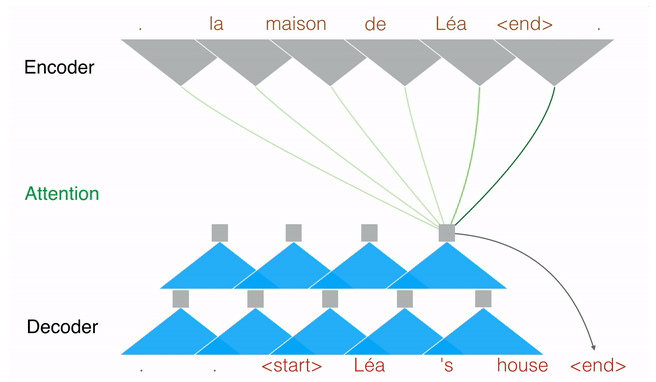 . la maison de Léa <end> .
Encoder
Attention
Decoder
. . <start> Léa 's house <end>